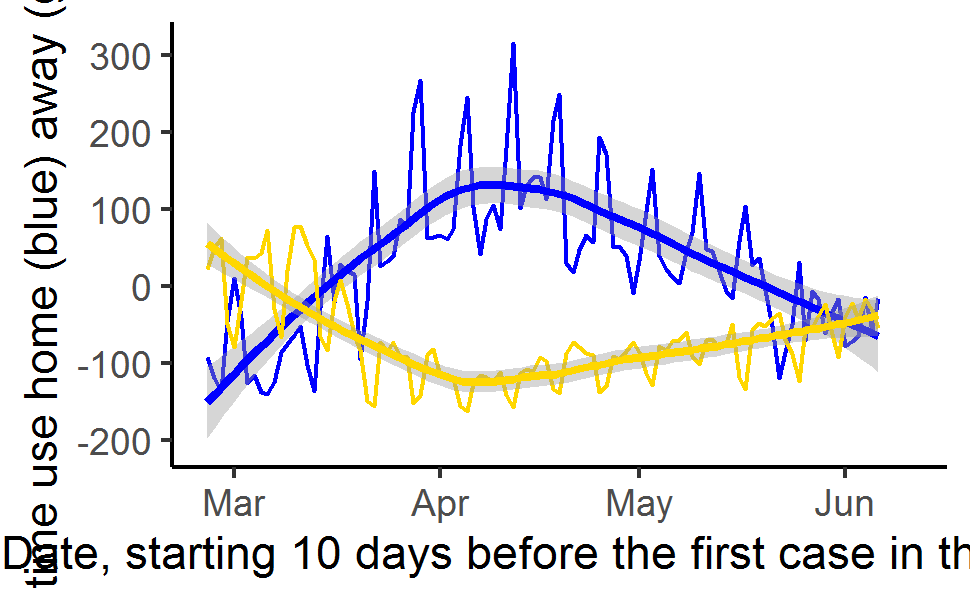 time use home (blue) away (
300
200
100
0
-100
-200
Mar Apr May Jun
Date, starting 10 days before the first case in th